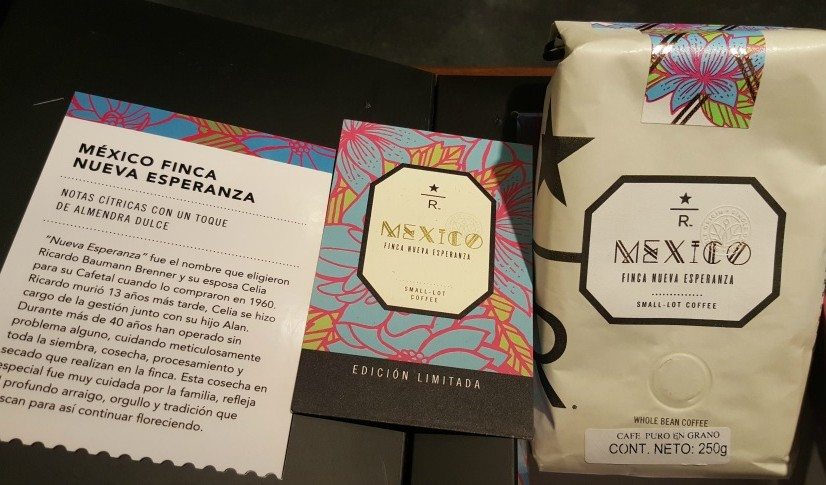 MÉXICO FINCA
NUEVA ESPERANZA
NOTAS CÍTRICAS CON UN TOQUE
DE ALMENDRA DULCE
"Nueva Esperanza" fue el nombre que eligieron
Ricardo Baumann Brenner y su esposa Celia
para su Cafetal cuando lo compraron en 1960.
Ricardo murió 13 años más tarde, Celia se hizo
cargo de la gestión junto con su hijo Alan.
Durante más de 40 años han operado sin
problema alguno, cuidando meticulosamente
toda la siembra, cosecha, procesamiento y
secado que realizan en la finca. Esta cosecha en
especial fue muy cuidada por la familia, refleja
profundo arraigo, orgullo y tradición que
para así continuar floreciendo.
R.
MEXICO
FINCA NUEVA ESPERANZA
SMALL-LOT
COFFEE
EDICIÓN LIMITADA
R.
MEXICO
FINCA NUEVA ESPERANZA
SMALL-LOT COFFEE
R.
WHOLE BEAN COFFEE
CAFE PURO EN GRANO
CONT. NETO: 250g